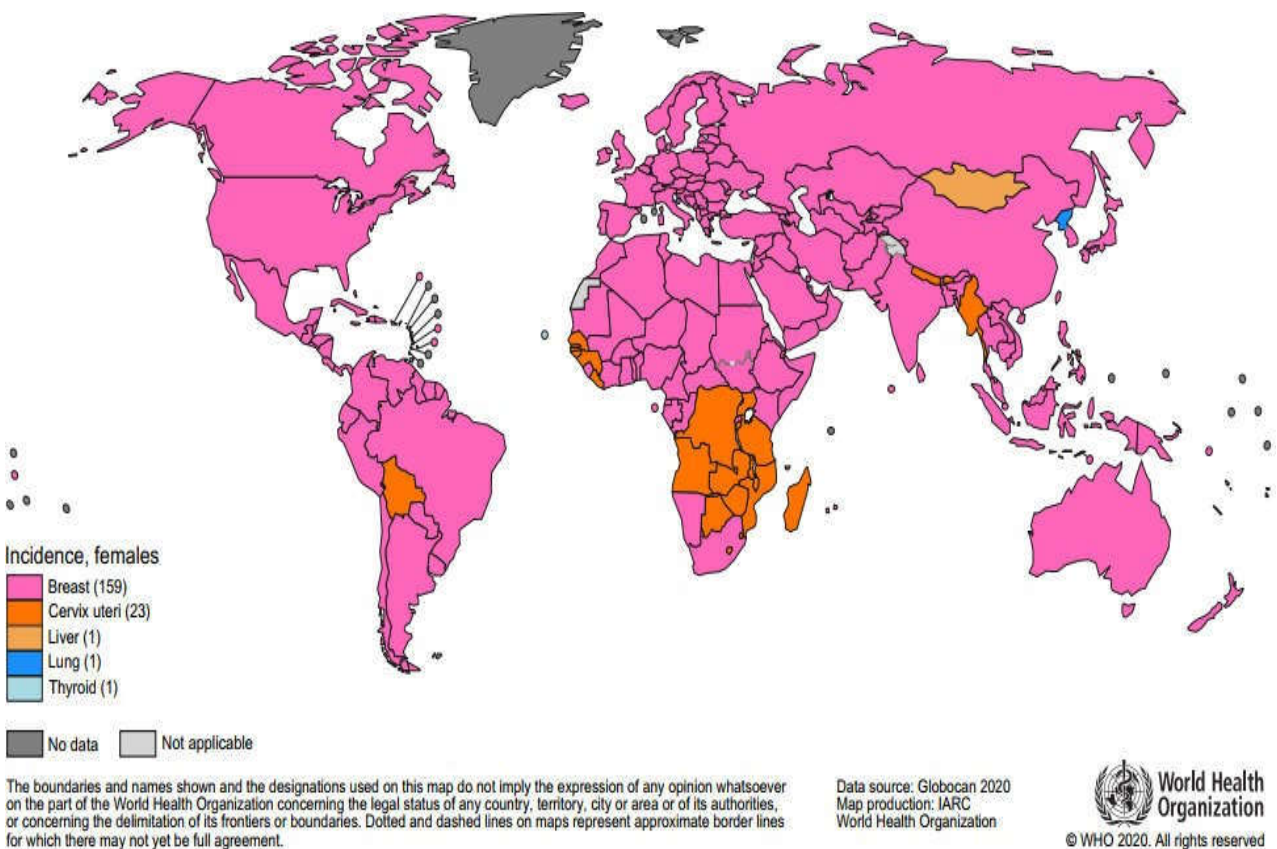 Incidence, females
Breast (159)
Cervix uteri (23)
Liver (1)
Lung (1)
Thyroid (1)
No data
Not applicable
The boundaries and names shown and the designations used on this map do not imply the expression of any opinion whatsoever
on the part of the World Health Organization concerning the legal status of any country, territory, city or area or of its authorities,
or concerning the delimitation of its frontiers or boundaries. Dotted and dashed lines on maps represent approximate border lines
for which there may not yet be full agreement.
Data source: Globocan 2020
Map production: IARC
World Health Organization
World Health
Organization
© WHO 2020. All rights reserved